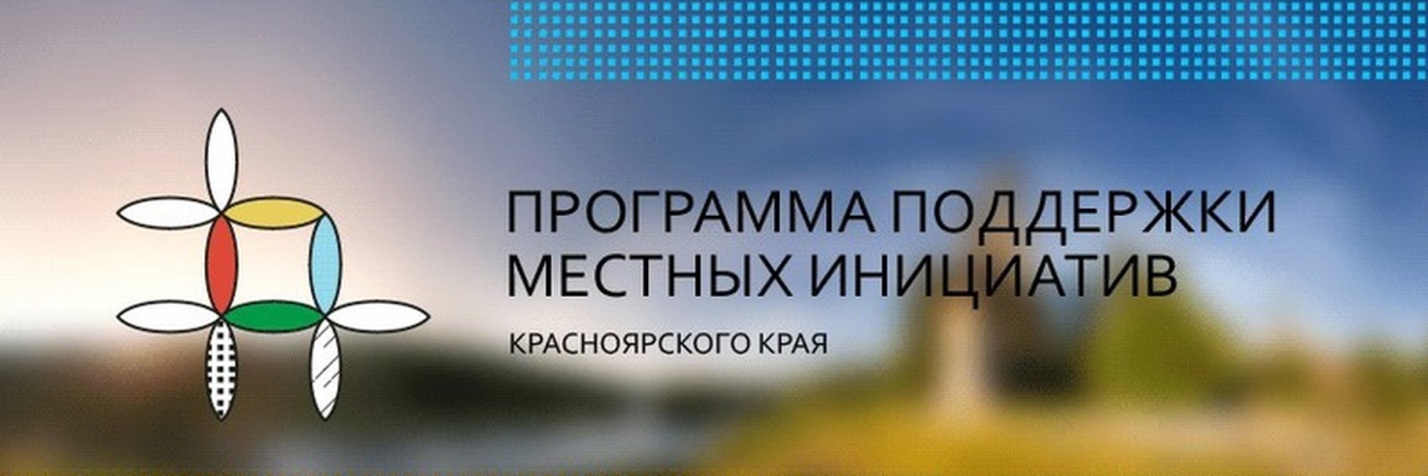 ПРОГРАММА ПОДДЕРЖКИ
МЕСТНЫХ ИНИЦИАТИВ
КРАСНОЯРСКОГО КРАЯ